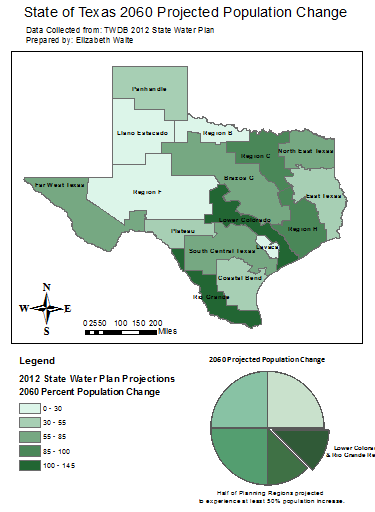 State of Texas 2060 Projected Population Change
Data Collected from: TWDB 2012 State Water Plan
Prepared by: Elizabeth Waite
Panhandle
Llano Estacado
Region B
Region C
North East Texas
Brazos G
Far West Texas
Region F
East Texas
Lower Colorado
Region H
Plateau
Lavaca
South Central Texas
Coastal Bend
Rio Grande
N
W E
S
0 25 50 100 150 200
Miles
Legend
2012 State Water Plan Projections
2060 Percent Population Change
0 - 30
30 - 55
55 - 85
85 - 100
100 - 145
2060 Projected Population Change
Lower Colora
& Rio Grande Re
Half of Planning Regions projected
to experience at least 50% population increase.